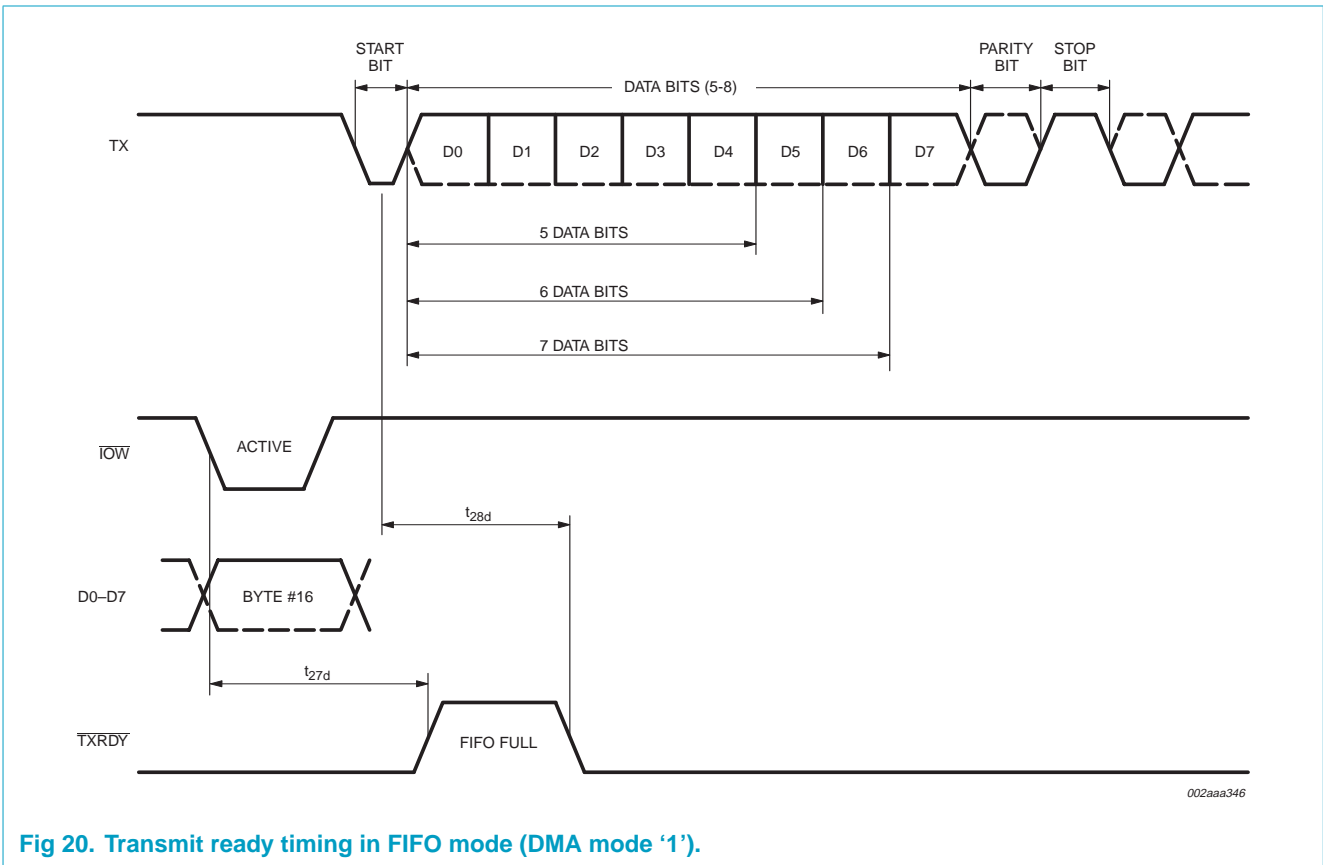 START
BIT
DATA BITS (5-8)
PARITY
BIT
STOP
BIT
TX
D0
D1
D2
D3
D4
D5
D6
D7
5 DATA BITS
6 DATA BITS
7 DATA BITS
IOW
ACTIVE
t28d
D0–D7
BYTE #16
t27d
TXRDY
FIFO FULL
002aaa346
Fig 20. Transmit ready timing in FIFO mode (DMA mode ‘1’).